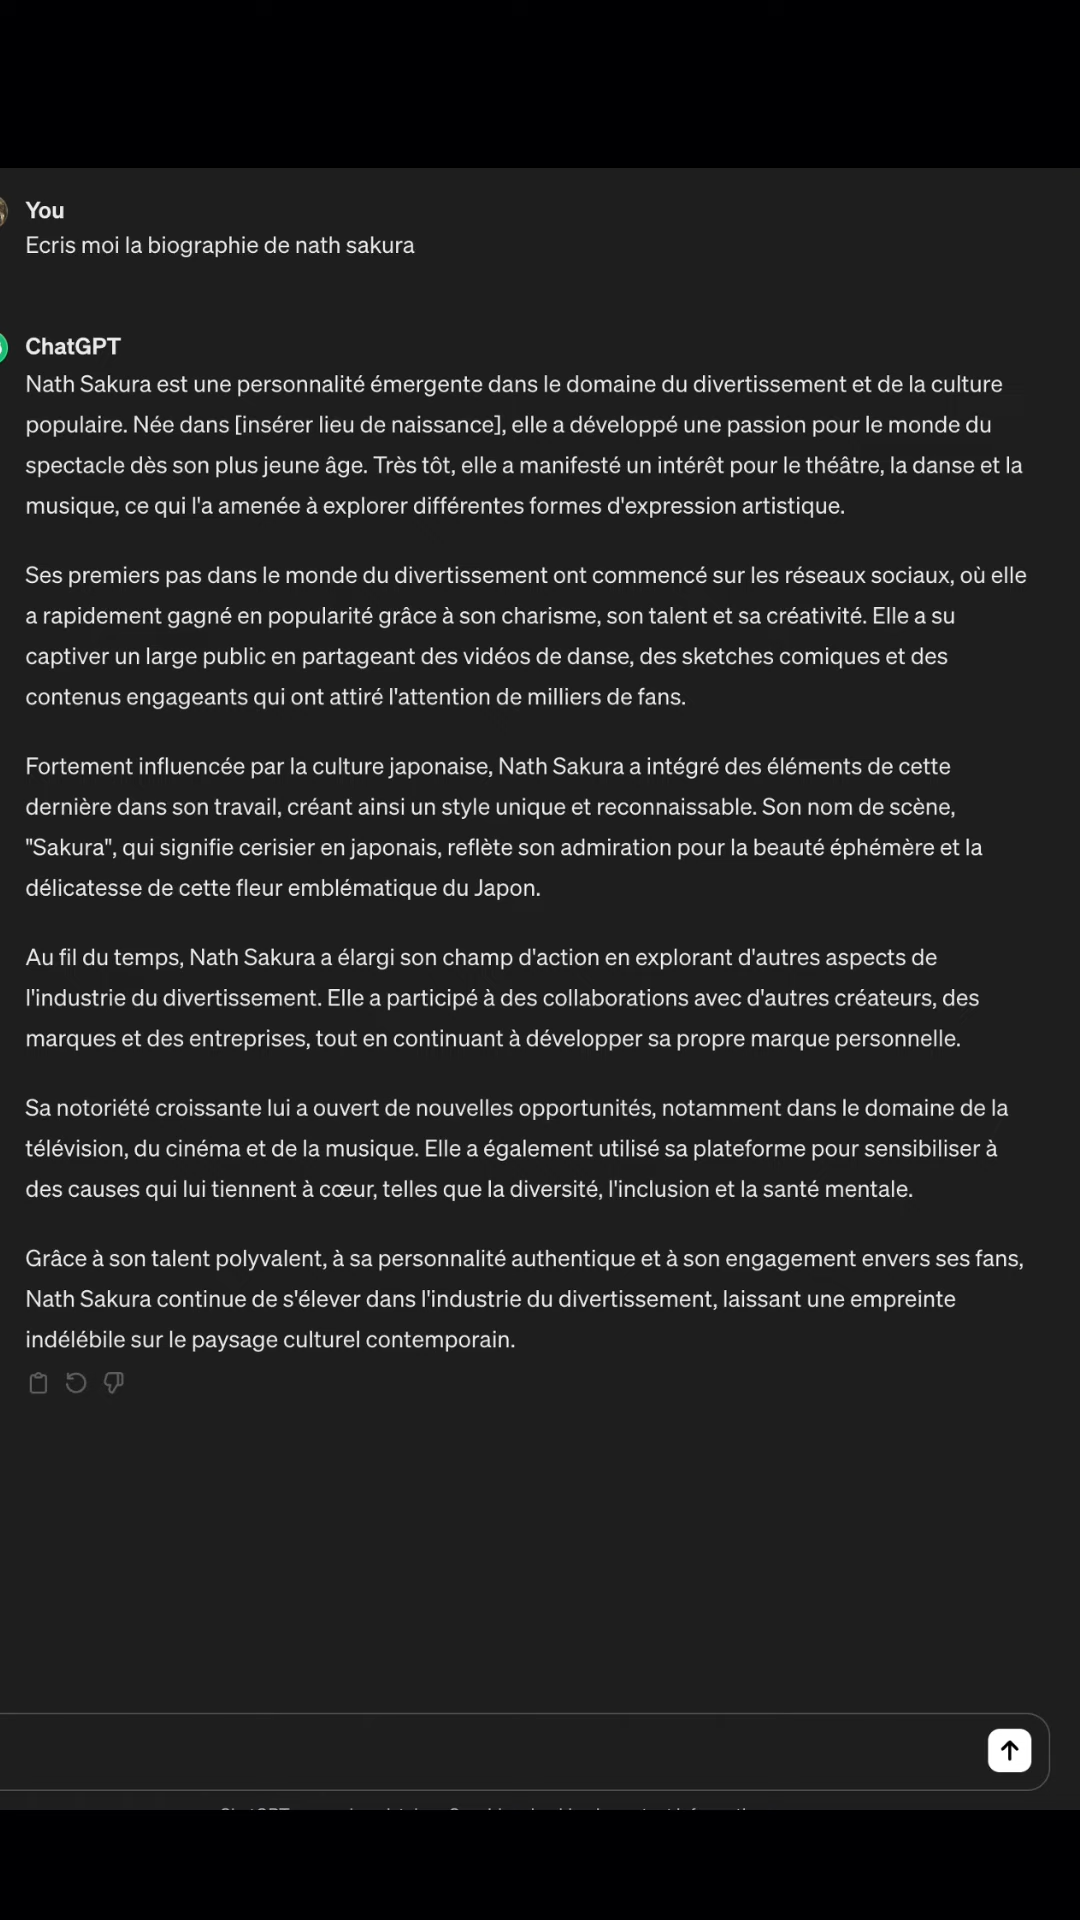 You
Ecris moi la biographie de nath sakura
ChatGPT
Nath Sakura est une personnalité émergente dans le domaine du divertissement et de la culture
populaire. Née dans [insérer lieu de naissance], elle a développé une passion pour le monde du
spectacle dès son plus jeune âge. Très tôt, elle a manifesté un intérêt pour le théâtre, la danse et la
musique, ce qui l'a amenée à explorer différentes formes d'expression artistique.
Ses premiers pas dans le monde du divertissement ont commencé sur les réseaux sociaux, où elle
a rapidement gagné en popularité grâce à son charisme, son talent et sa créativité. Elle a su
captiver un large public en partageant des vidéos de danse, des sketches comiques et des
contenus engageants qui ont attiré l'attention de milliers de fans.
Fortement influencée par la culture japonaise, Nath Sakura a intégré des éléments de cette
dernière dans son travail, créant ainsi un style unique et reconnaissable. Son nom de scène,
"Sakura", qui signifie cerisier en japonais, reflète son admiration pour la beauté éphémère et la
délicatesse de cette fleur emblématique du Japon.
Au fil du temps, Nath Sakura a élargi son champ d'action en explorant d'autres aspects de
l'industrie du divertissement. Elle a participé à des collaborations avec d'autres créateurs, des
marques et des entreprises, tout en continuant à développer sa propre marque personnelle.
Sa notoriété croissante lui a ouvert de nouvelles opportunités, notamment dans le domaine de la
télévision, du cinéma et de la musique. Elle a également utilisé sa plateforme pour sensibiliser à
des causes qui lui tiennent à cœur, telles que la diversité, l'inclusion et la santé mentale.
Grâce à son talent polyvalent, à sa personnalité authentique et à son engagement envers ses fans,
Nath Sakura continue de s'élever dans l'industrie du divertissement, laissant une empreinte
indélébile sur le paysage culturel contemporain.